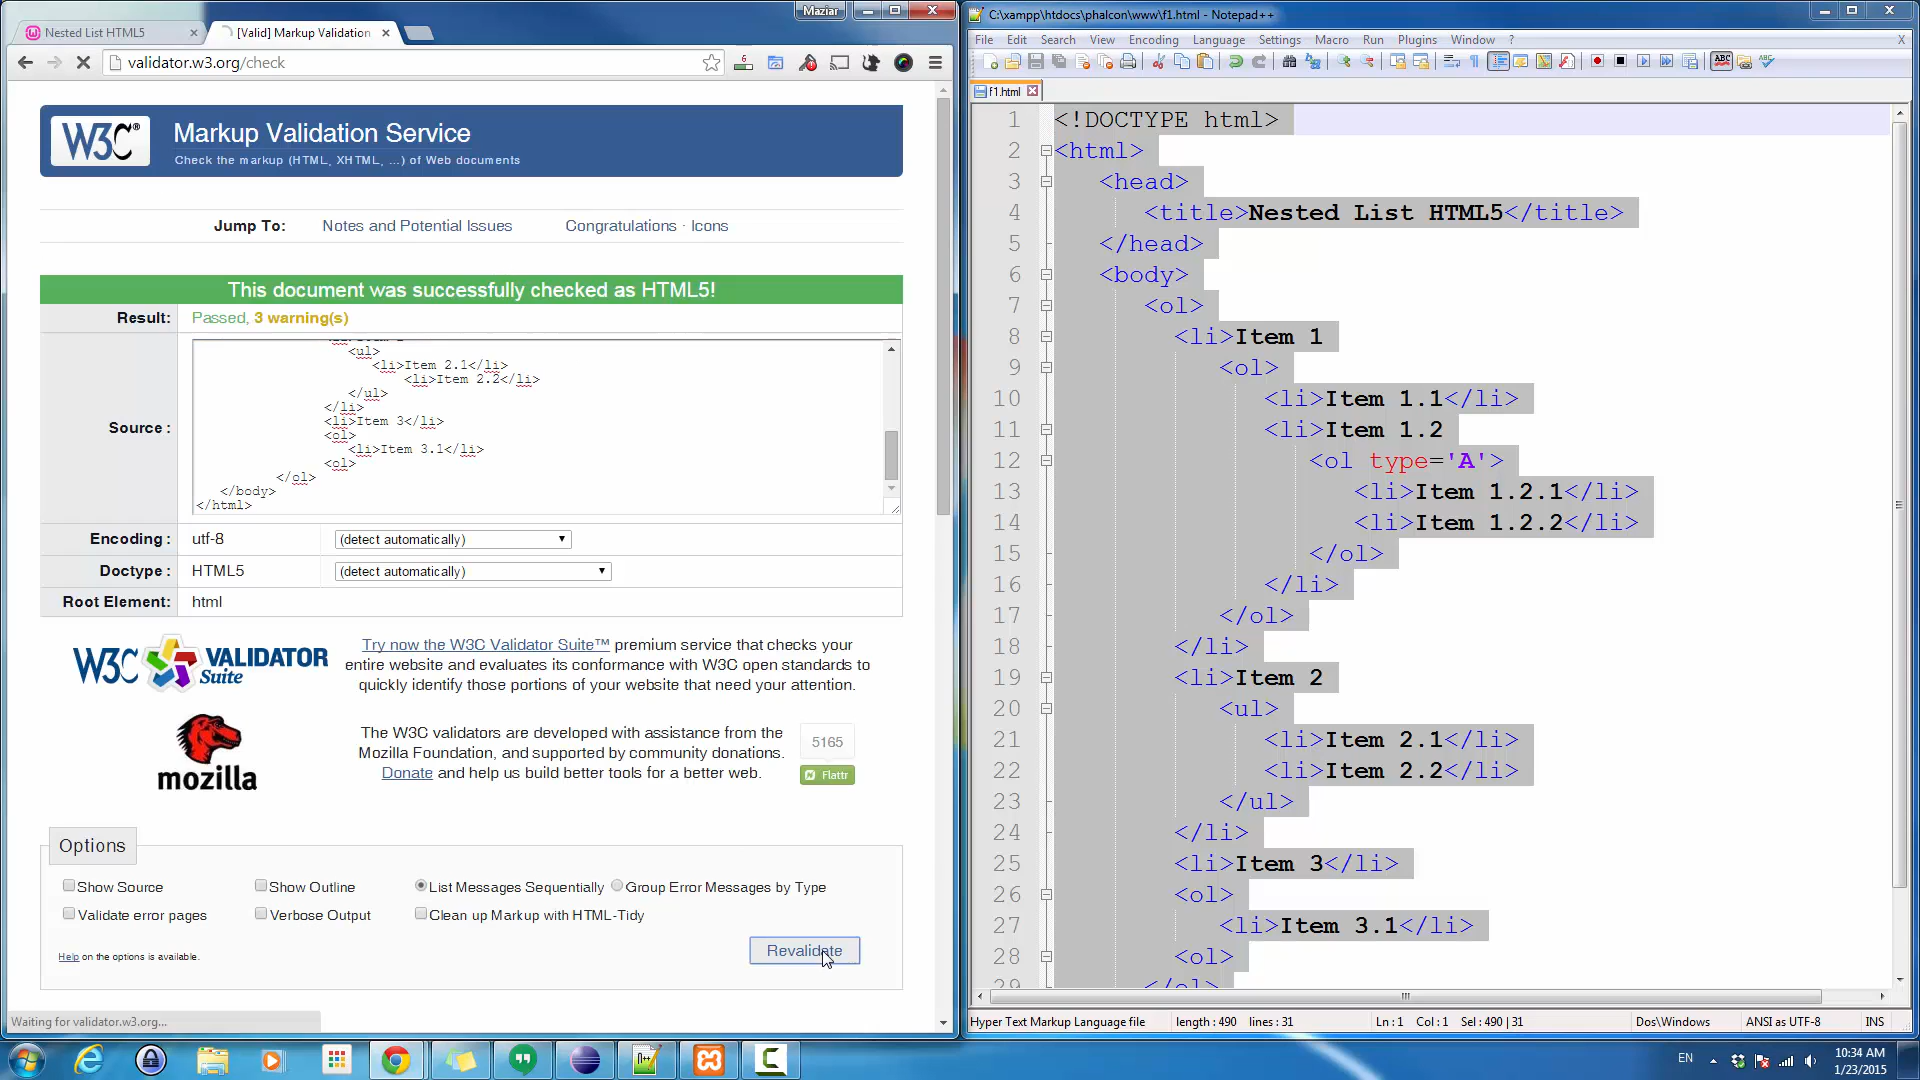 Maziar
Nested List HTML5
[Valid] Markup Validation
validator.w3.org/check
W3C®
Markup Validation Service
Check the markup (HTML, XHTML, ...) of Web documents
Jump To: Notes and Potential Issues Congratulations · Icons
This document was successfully checked as HTML5!
Result: Passed, 3 warning(s)
Source :
<ul>
<li>Item 2.1</li>
<li>Item 2.2</li>
</ul>
</li>
<li>Item 3</li>
<ol>
<li>Item 3.1</li>
<ol>
</ol>
</body>
</html>
Encoding : utf-8 (detect automatically)
Doctype : HTML5 (detect automatically)
Root Element: html
W3C VALIDATOR Suite
Try now the W3C Validator Suite™ premium service that checks your
entire website and evaluates its conformance with W3C open standards to
quickly identify those portions of your website that need your attention.
mozilla
The W3C validators are developed with assistance from the
Mozilla Foundation, and supported by community donations.
Donate and help us build better tools for a better web.
5165
Flattr
Options
Show Source Show Outline List Messages Sequentially Group Error Messages by Type
Validate error pages Verbose Output Clean up Markup with HTML-Tidy
Help on the options is available.
Revalidate
Waiting for validator.w3.org...
C:\xampp\htdocs\phalcon\www\f1.html - Notepad++
File Edit Search View Encoding Language Settings Macro Run Plugins Window ? X
f1.html
1 <!DOCTYPE html>
2 <html>
3 <head>
4 <title>Nested List HTML5</title>
5 </head>
6 <body>
7 <ol>
8 <li>Item 1
9 <ol>
10 <li>Item 1.1</li>
11 <li>Item 1.2
12 <ol type='A'>
13 <li>Item 1.2.1</li>
14 <li>Item 1.2.2</li>
15 </ol>
16 </li>
17 </ol>
18 </li>
19 <li>Item 2
20 <ul>
21 <li>Item 2.1</li>
22 <li>Item 2.2</li>
23 </ul>
24 </li>
25 <li>Item 3</li>
26 <ol>
27 <li>Item 3.1</li>
28 <ol>
29 </ol>
Hyper Text Markup Language file length : 490 lines : 31 Ln : 1 Col : 1 Sel : 490 | 31 Dos\Windows ANSI as UTF-8 INS
EN
10:34 AM
1/23/2015